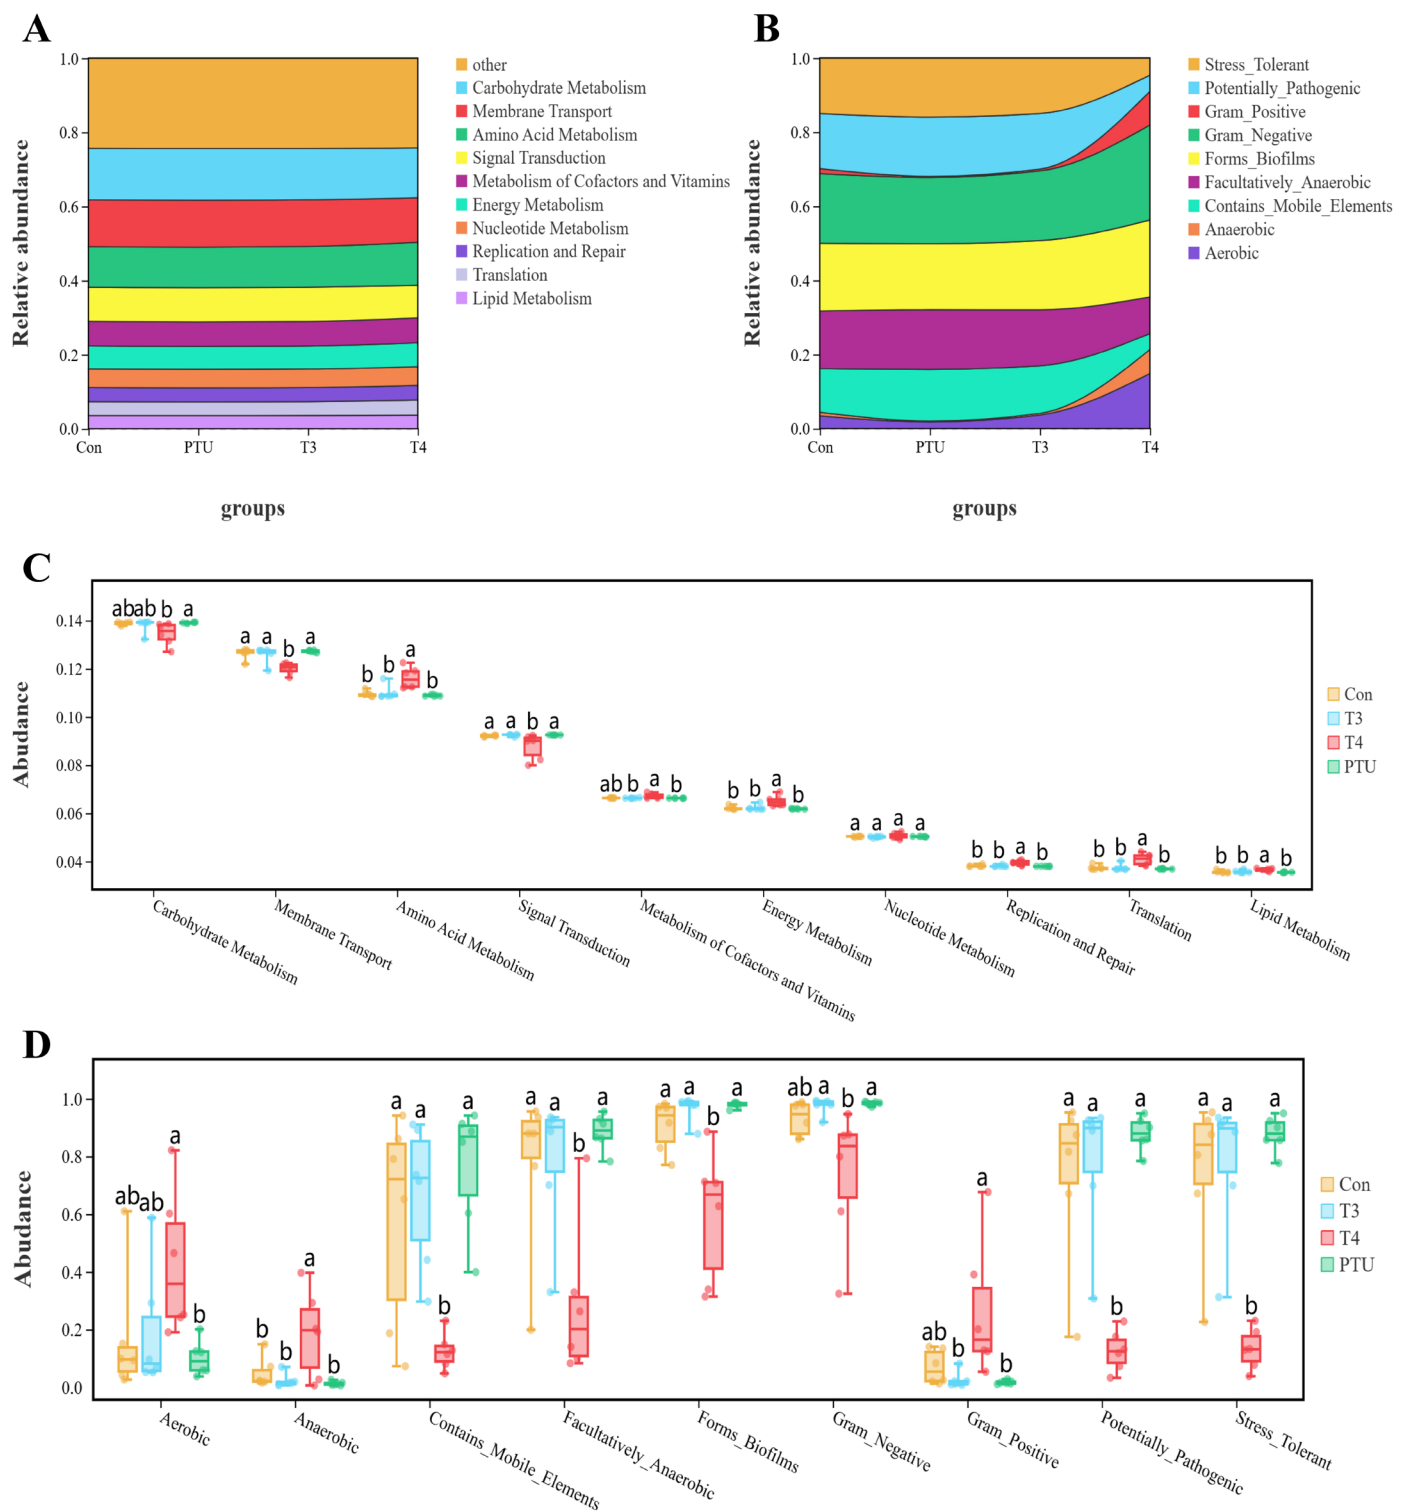 A
1.0
0.8
0.6
0.4
0.2
0.0
Relative abundance
Con PTU T3 T4
groups
other
Carbohydrate Metabolism
Membrane Transport
Amino Acid Metabolism
Signal Transduction
Metabolism of Cofactors and Vitamins
Energy Metabolism
Nucleotide Metabolism
Replication and Repair
Translation
Lipid Metabolism
B
1.0
0.8
0.6
0.4
0.2
0.0
Relative abundance
Con PTU T3 T4
groups
Stress_Tolerant
Potentially_Pathogenic
Gram_Positive
Gram_Negative
Forms_Biofilms
Facultatively_Anaerobic
Contains_Mobile_Elements
Anaerobic
Aerobic
C
0.14
0.12
0.10
0.08
0.06
0.04
Abudance
ab ab b a
a a b a
b b a b
a a b a
ab b a b
b b a b
a a a a
b b a b
b b a b
b b a b
Carbohydrate Metabolism
Membrane Transport
Amino Acid Metabolism
Signal Transduction
Metabolism of Cofactors and Vitamins
Energy Metabolism
Nucleotide Metabolism
Replication and Repair
Translation
Lipid Metabolism
Con
T3
T4
PTU
D
1.0
0.8
0.6
0.4
0.2
0.0
Abudance
ab ab a b
b b a b
a a b a
a a b a
a a b a
ab a b a
ab b a b
a a b a
a a b a
Aerobic
Anaerobic
Contains_Mobile_Elements
Facultatively_Anaerobic
Forms_Biofilms
Gram_Negative
Gram_Positive
Potentially_Pathogenic
Stress_Tolerant
Con
T3
T4
PTU